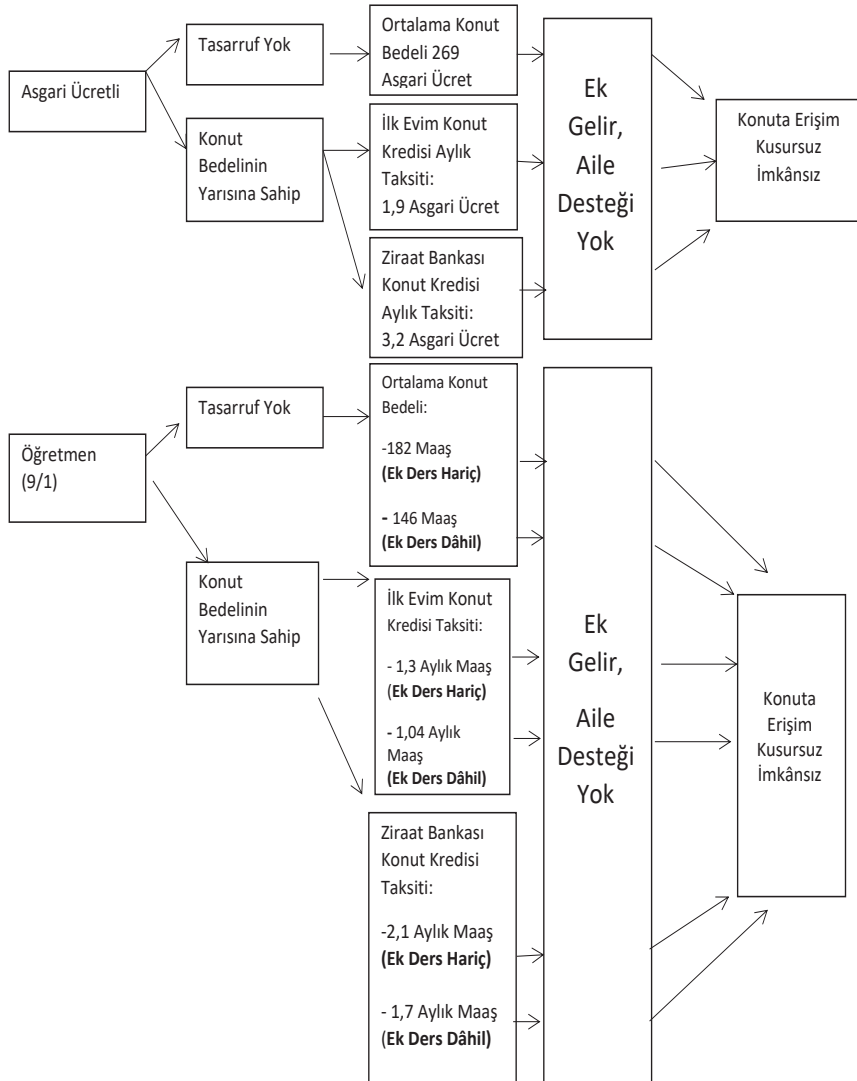 Asgari Ücretli
Tasarruf Yok
Konut
Bedelinin
Yarısına Sahip
Ortalama Konut
Bedeli 269
Asgari Ücret
İlk Evim Konut
Kredisi Aylık
Taksiti:
1,9 Asgari Ücret
Ziraat Bankası
Konut Kredisi
Aylık Taksiti:
3,2 Asgari Ücret
Ek
Gelir,
Aile
Desteği
Yok
Konuta Erişim
Kusursuz
İmkânsız
Öğretmen
(9/1)
Tasarruf Yok
Konut
Bedelinin
Yarısına Sahip
Ortalama Konut
Bedeli:
-182 Maaş
(Ek Ders Hariç)
- 146 Maaş
(Ek Ders Dâhil)
İlk Evim Konut
Kredisi Taksiti:
- 1,3 Aylık Maaş
(Ek Ders Hariç)
- 1,04 Aylık
Maaş
(Ek Ders Dâhil)
Ziraat Bankası
Konut Kredisi
Taksiti:
-2,1 Aylık Maaş
(Ek Ders Hariç)
- 1,7 Aylık Maaş
(Ek Ders Dâhil)
Ek
Gelir,
Aile
Desteği
Yok
Konuta
Erişim
Kusursuz
İmkânsız